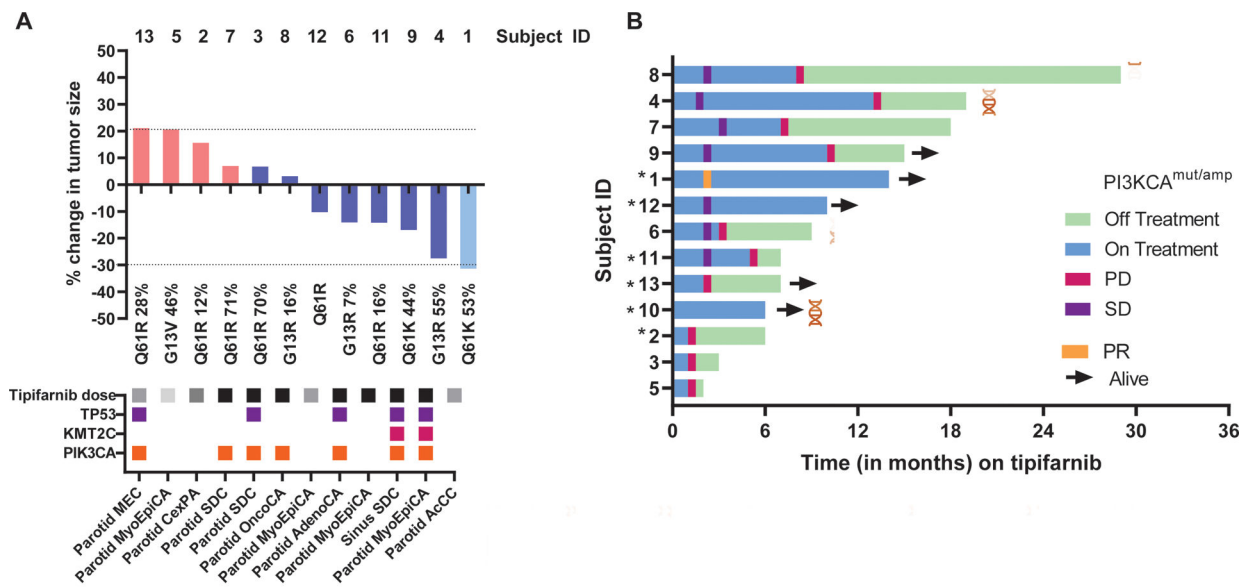 A
13 5 2 7 3 8 12 6 11 9 4 1 Subject ID
% change in tumor size
50
40
30
20
10
0
-10
-20
-30
-40
-50
Q61R 28%
G13V 46%
Q61R 12%
Q61R 71%
Q61R 70%
G13R 16%
Q61R
G13R 7%
Q61R 16%
Q61K 44%
G13R 55%
Q61K 53%
Tipifarnib dose
TP53
KMT2C
PIK3CA
Parotid MEC
Parotid MyoEpiCA
Parotid CexPA
Parotid SDC
Parotid SDC
Parotid OncoCA
Parotid MyoEpiCA
Parotid AdenoCA
Parotid MyoEpiCA
Sinus SDC
Parotid MyoEpiCA
Parotid AcCC
B
Subject ID
8
4
7
9
*1
*12
6
*11
*13
*10
*2
3
5
0 6 12 18 24 30 36
Time (in months) on tipifarnib
PI3KCAmut/amp
Off Treatment
On Treatment
PD
SD
PR
Alive